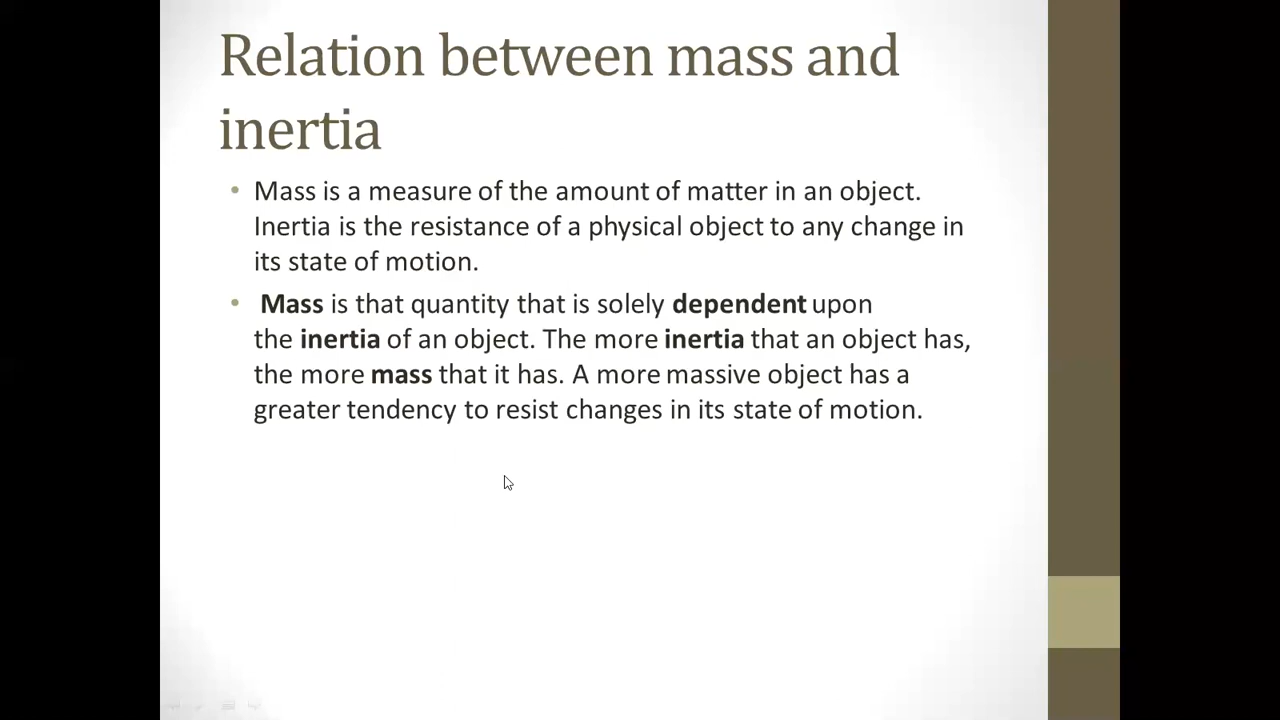 Relation between mass and
inertia
• Mass is a measure of the amount of matter in an object.
Inertia is the resistance of a physical object to any change in
its state of motion.
• Mass is that quantity that is solely dependent upon
the inertia of an object. The more inertia that an object has,
the more mass that it has. A more massive object has a
greater tendency to resist changes in its state of motion.